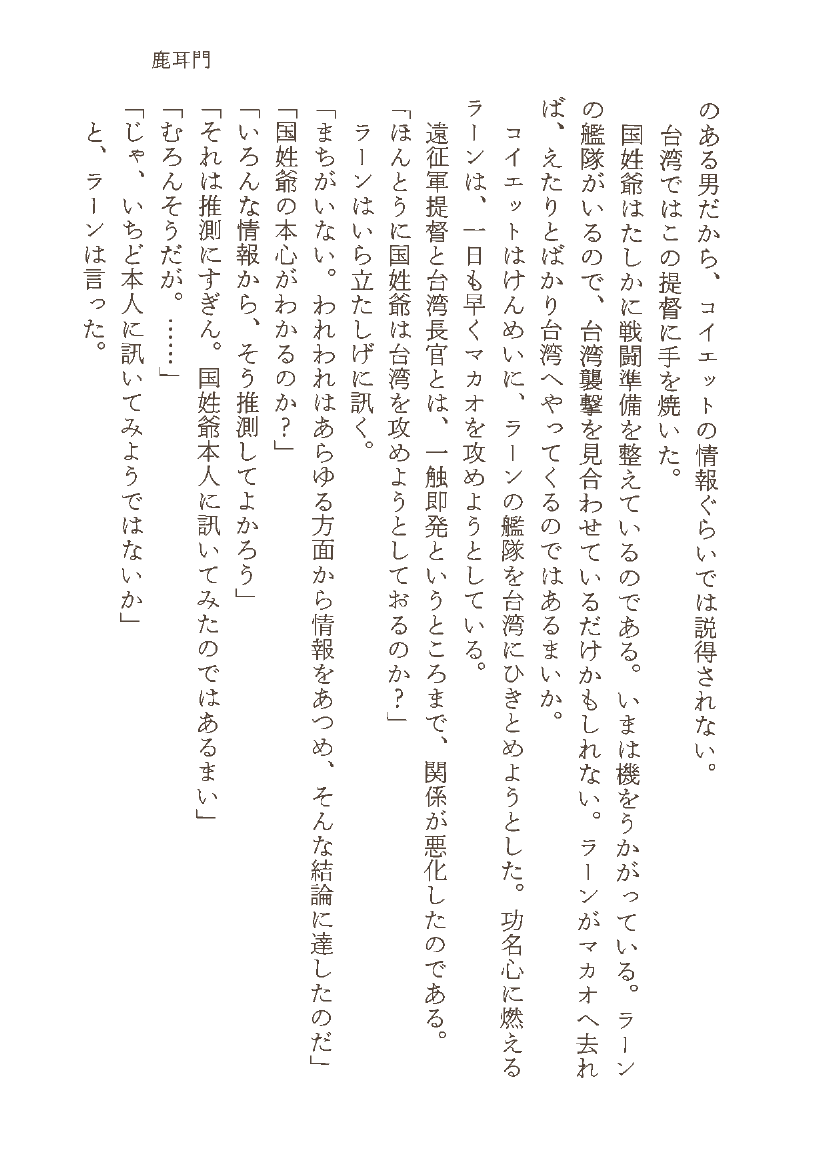 鹿耳門
のある男だから、コイエットの情報ぐらいでは説得されない。
台湾ではこの提督に手を焼いた。
国姓爺はたしかに戦闘準備を整えているのである。いまは機をうかがっている。ラーン
の艦隊がいるので、台湾襲撃を見合わせているだけかもしれない。ラーンがマカオへ去れ
ば、えたりとばかり台湾へやってくるのではあるまいか。
コイエットはけんめいに、ラーンの艦隊を台湾にひきとめようとした。功名心に燃える
ラーンは、一日も早くマカオを攻めようとしている。
遠征軍提督と台湾長官とは、一触即発というところまで、関係が悪化したのである。
「ほんとうに国姓爺は台湾を攻めようとしておるのか?」
ラーンはいら立たしげに訊く。
「まちがいない。われわれはあらゆる方面から情報をあつめ、そんな結論に達したのだ」
「国姓爺の本心がわかるのか?」
「いろんな情報から、そう推測してよかろう」
「それは推測にすぎん。国姓爺本人に訊いてみたのではあるまい」
「むろんそうだが。……」
「じゃ、いちど本人に訊いてみようではないか」
と、ラーンは言った。